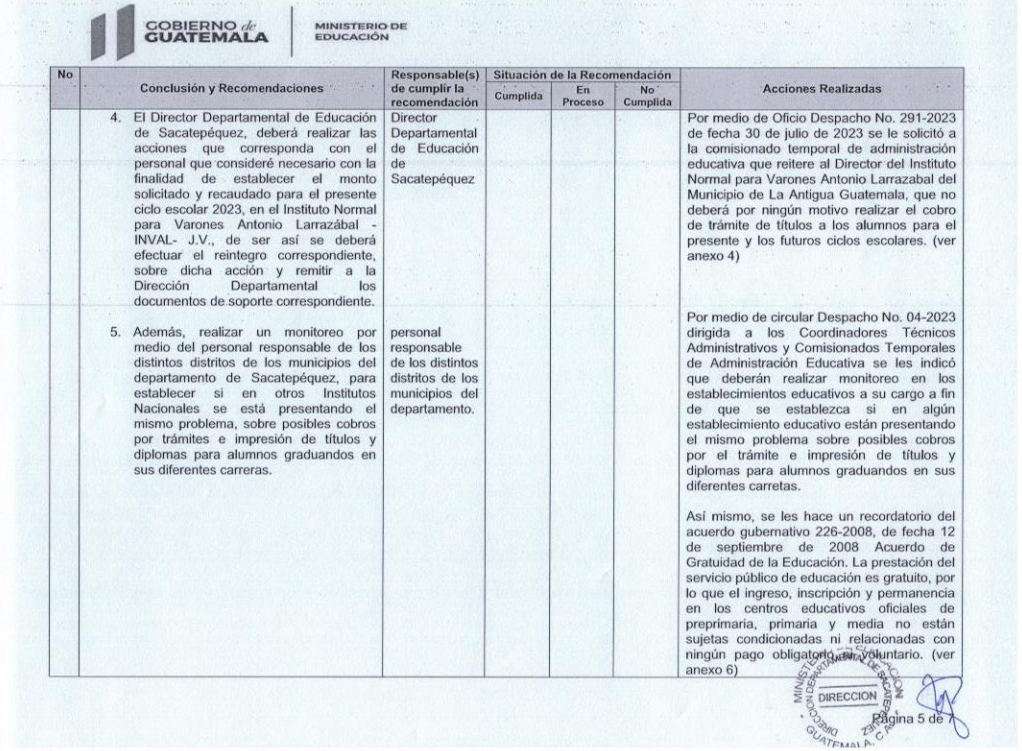 GOBIERNO de
GUATEMALA
MINISTERIO DE
EDUCACIÓN
No
Conclusión y Recomendaciones
Responsable(s)
de cumplir la
recomendación
Situación de la Recomendación
Cumplida
En
Proceso
No
Cumplida
Acciones Realizadas
4. El Director Departamental de Educación
de Sacatepéquez, deberá realizar las
acciones que corresponda con el
personal que consideré necesario con la
finalidad de establecer el monto
solicitado y recaudado para el presente
ciclo escolar 2023, en el Instituto Normal
para Varones Antonio Larrazábal -
INVAL- J.V., de ser así se deberá
efectuar el reintegro correspondiente,
sobre dicha acción y remitir a la
Dirección Departamental los
documentos de soporte correspondiente.
Director
Departamental
de Educación
de
Sacatepéquez
Por medio de Oficio Despacho No. 291-2023
de fecha 30 de julio de 2023 se le solicitó a
la comisionado temporal de administración
educativa que reitere al Director del Instituto
Normal para Varones Antonio Larrazabal del
Municipio de La Antigua Guatemala, que no
deberá por ningún motivo realizar el cobro
de trámite de títulos a los alumnos para el
presente y los futuros ciclos escolares. (ver
anexo 4)
5. Además, realizar un monitoreo por
medio del personal responsable de los
distintos distritos de los municipios del
departamento de Sacatepéquez, para
establecer si en otros Institutos
Nacionales se está presentando el
mismo problema, sobre posibles cobros
por trámites e impresión de títulos y
diplomas para alumnos graduandos en
sus diferentes carreras.
personal
responsable
de los distintos
distritos de los
municipios del
departamento.
Por medio de circular Despacho No. 04-2023
dirigida a los Coordinadores Técnicos
Administrativos y Comisionados Temporales
de Administración Educativa se les indicó
que deberán realizar monitoreo en los
establecimientos educativos a su cargo a fin
de que se establezca si en algún
establecimiento educativo están presentando
el mismo problema sobre posibles cobros
por el trámite e impresión de títulos y
diplomas para alumnos graduandos en sus
diferentes carretas.
Así mismo, se les hace un recordatorio del
acuerdo gubernativo 226-2008, de fecha 12
de septiembre de 2008 Acuerdo de
Gratuidad de la Educación. La prestación del
servicio público de educación es gratuito, por
lo que el ingreso, inscripción y permanencia
en los centros educativos oficiales de
preprimaria, primaria y media no están
sujetas condicionadas ni relacionadas con
ningún pago obligatorio ni voluntario. (ver
anexo 6)
DIRECCION
DEPARTAMENTAL DE SACATEPEQUEZ
GUATEMALA, C.A.
Página 5 de 7